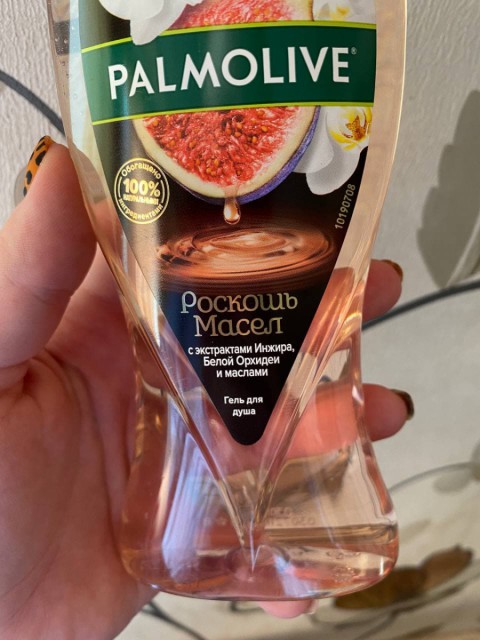 PALMOLIVE®
Обогащено
100%
натуральными
ингредиентами
10190708
Роскошь
Масел
с экстрактами Инжира,
Белой Орхидеи
и маслами
Гель для
душа